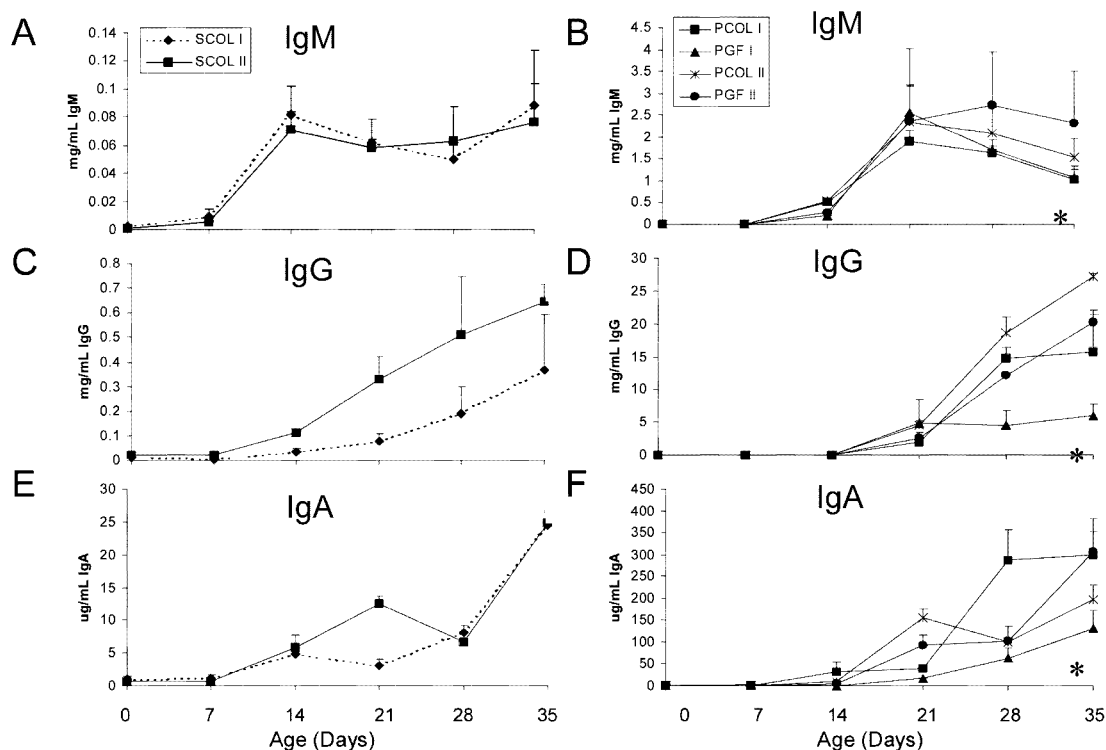 A
IgM
SCOL I
SCOL II
mg/mL IgM
0.14
0.12
0.1
0.08
0.06
0.04
0.02
0
B
IgM
PCOL I
PGF I
PCOL II
PGF II
mg/mL IgM
4.5
4
3.5
3
2.5
2
1.5
1
0.5
0
*
C
IgG
mg/mL IgG
0.8
0.7
0.6
0.5
0.4
0.3
0.2
0.1
0
D
IgG
mg/mL IgG
30
25
20
15
10
5
0
*
E
IgA
ug/mL IgA
30
25
20
15
10
5
0
0 7 14 21 28 35
Age (Days)
F
IgA
ug/mL IgA
450
400
350
300
250
200
150
100
50
0
*
0 7 14 21 28 35
Age (Days)